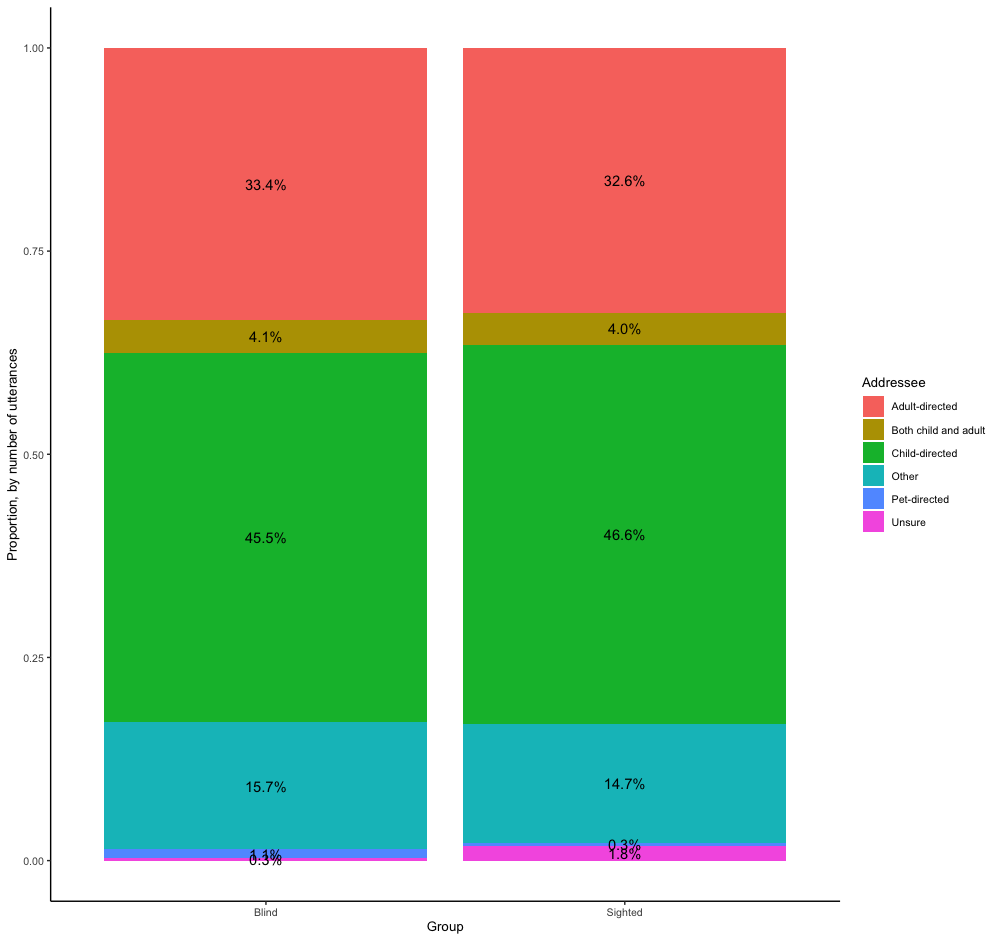 1.00
0.75
0.50
0.25
0.00
Proportion, by number of utterances
33.4%
4.1%
45.5%
15.7%
1.1%
0.3%
32.6%
4.0%
46.6%
14.7%
0.3%
1.8%
Blind
Sighted
Group
Addressee
Adult-directed
Both child and adult
Child-directed
Other
Pet-directed
Unsure